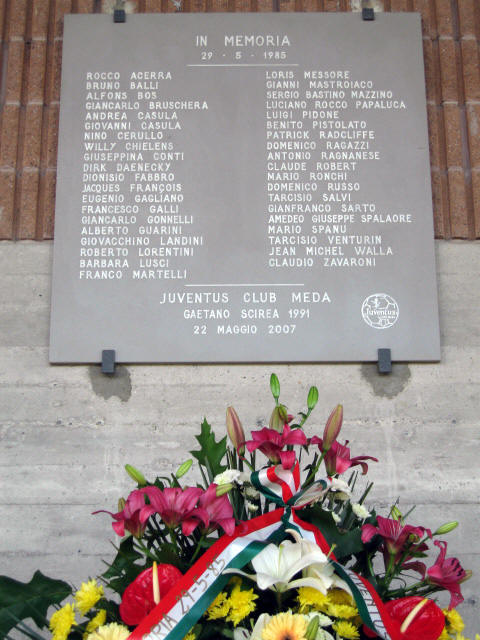 IN MEMORIA
29 · 5 · 1985
ROCCO ACERRA
BRUNO BALLI
ALFONS BOS
GIANCARLO BRUSCHERA
ANDREA CASULA
GIOVANNI CASULA
NINO CERULLO
WILLY CHIELENS
GIUSEPPINA CONTI
DIRK DAENECKY
DIONISIO FABBRO
JACQUES FRANÇOIS
EUGENIO GAGLIANO
FRANCESCO GALLI
GIANCARLO GONNELLI
ALBERTO GUARINI
GIOVACCHINO LANDINI
ROBERTO LORENTINI
BARBARA LUSCI
FRANCO MARTELLI
LORIS MESSORE
GIANNI MASTROIACO
SERGIO BASTINO MAZZINO
LUCIANO ROCCO PAPALUCA
LUIGI PIDONE
BENITO PISTOLATO
PATRICK RADCLIFFE
DOMENICO RAGAZZI
ANTONIO RAGNANESE
CLAUDE ROBERT
MARIO RONCHI
DOMENICO RUSSO
TARCISIO SALVI
GIANFRANCO SARTO
AMEDEO GIUSEPPE SPALAORE
MARIO SPANU
TARCISIO VENTURIN
JEAN MICHEL WALLA
CLAUDIO ZAVARONI
JUVENTUS CLUB MEDA
GAETANO SCIREA 1991
22 MAGGIO 2007
Juventus
29-5-85